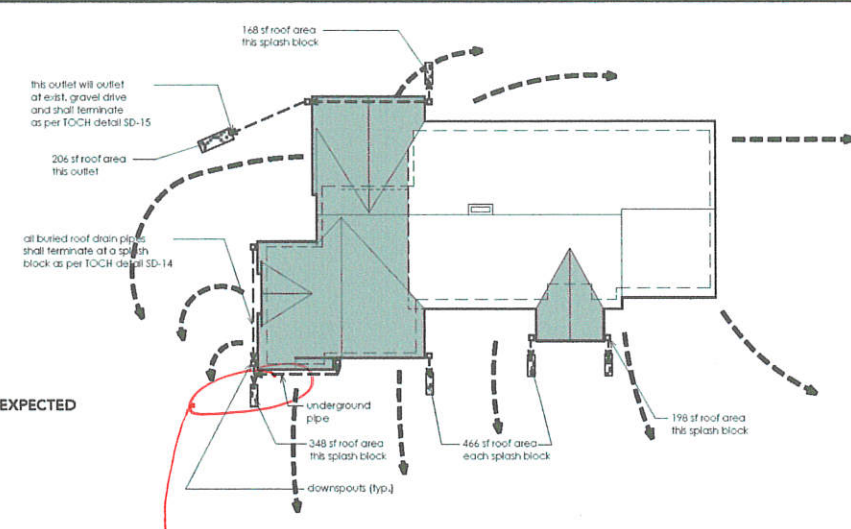 168 sf roof area
this splash block
this outlet will outlet
at exist. gravel drive
and shall terminate
as per TOCH detail SD-15
206 sf roof area
this outlet
all buried roof drain pipes
shall terminate at a splash
block as per TOCH detail SD-14
EXPECTED
underground
pipe
348 sf roof area
this splash block
downspouts (typ.)
466 sf roof area
each splash block
198 sf roof area
this splash block